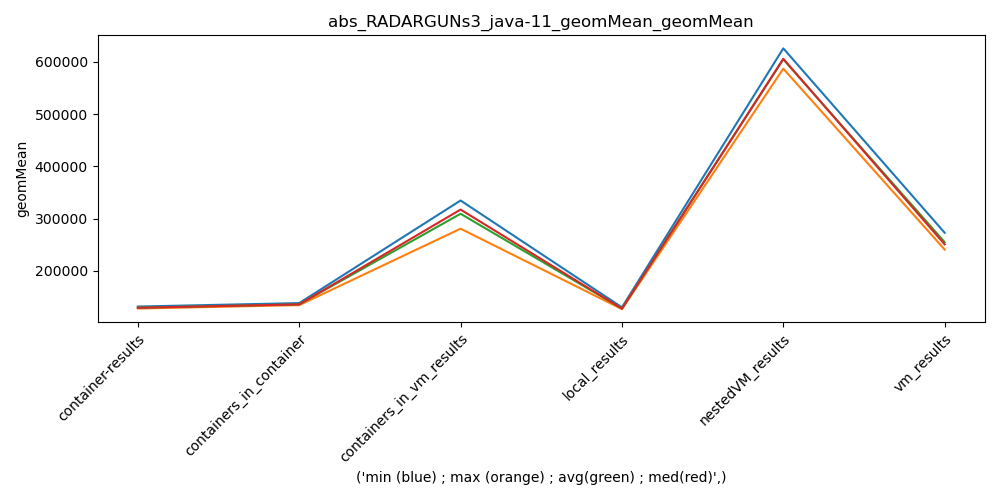 abs_RADARGUNs3_java-11_geomMean_geomMean
geomMean
600000
500000
400000
300000
200000
container-results
containers_in_container
containers_in_vm_results
local_results
nestedVM_results
vm_results
('min (blue) ; max (orange) ; avg(green) ; med(red)',)